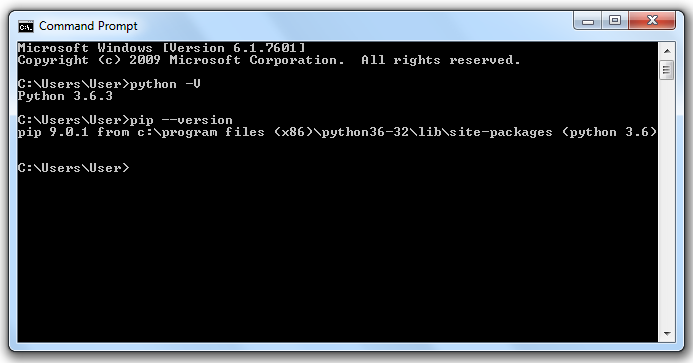 Command Prompt
Microsoft Windows [Version 6.1.7601]
Copyright (c) 2009 Microsoft Corporation.  All rights reserved.
C:\Users\User>python -V
Python 3.6.3
C:\Users\User>pip --version
pip 9.0.1 from c:\program files (x86)\python36-32\lib\site-packages (python 3.6)
C:\Users\User>